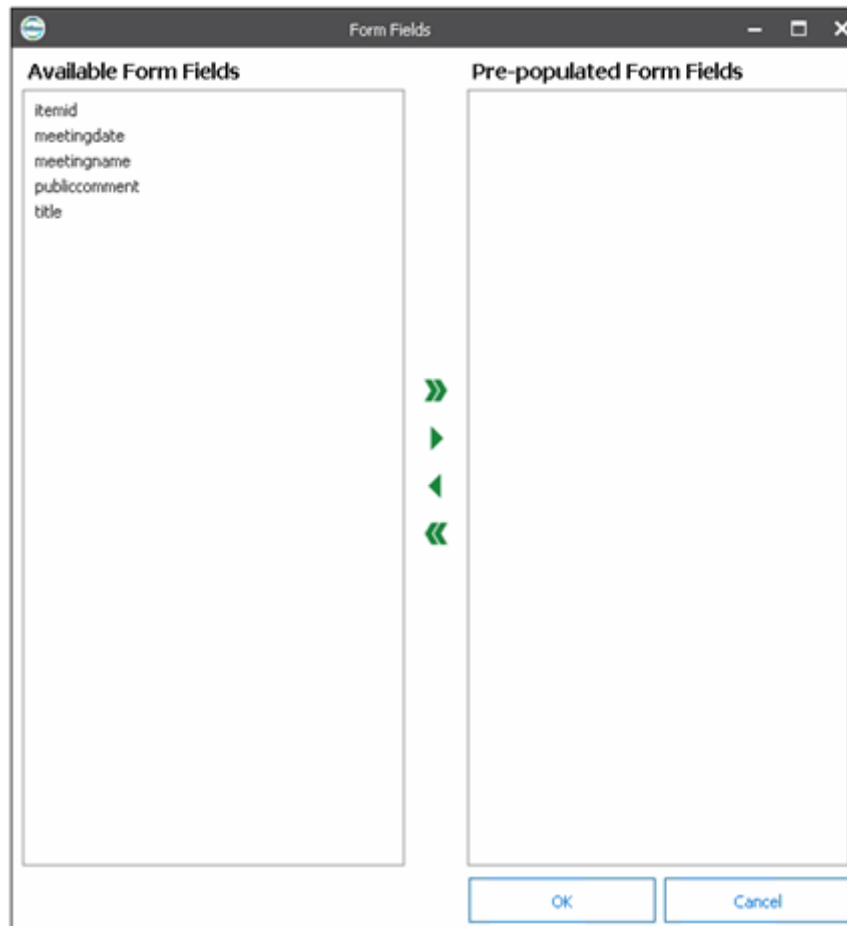 Form Fields
Available Form Fields
Pre-populated Form Fields
itemid
meetingdate
meetingname
publiccomment
title
OK
Cancel